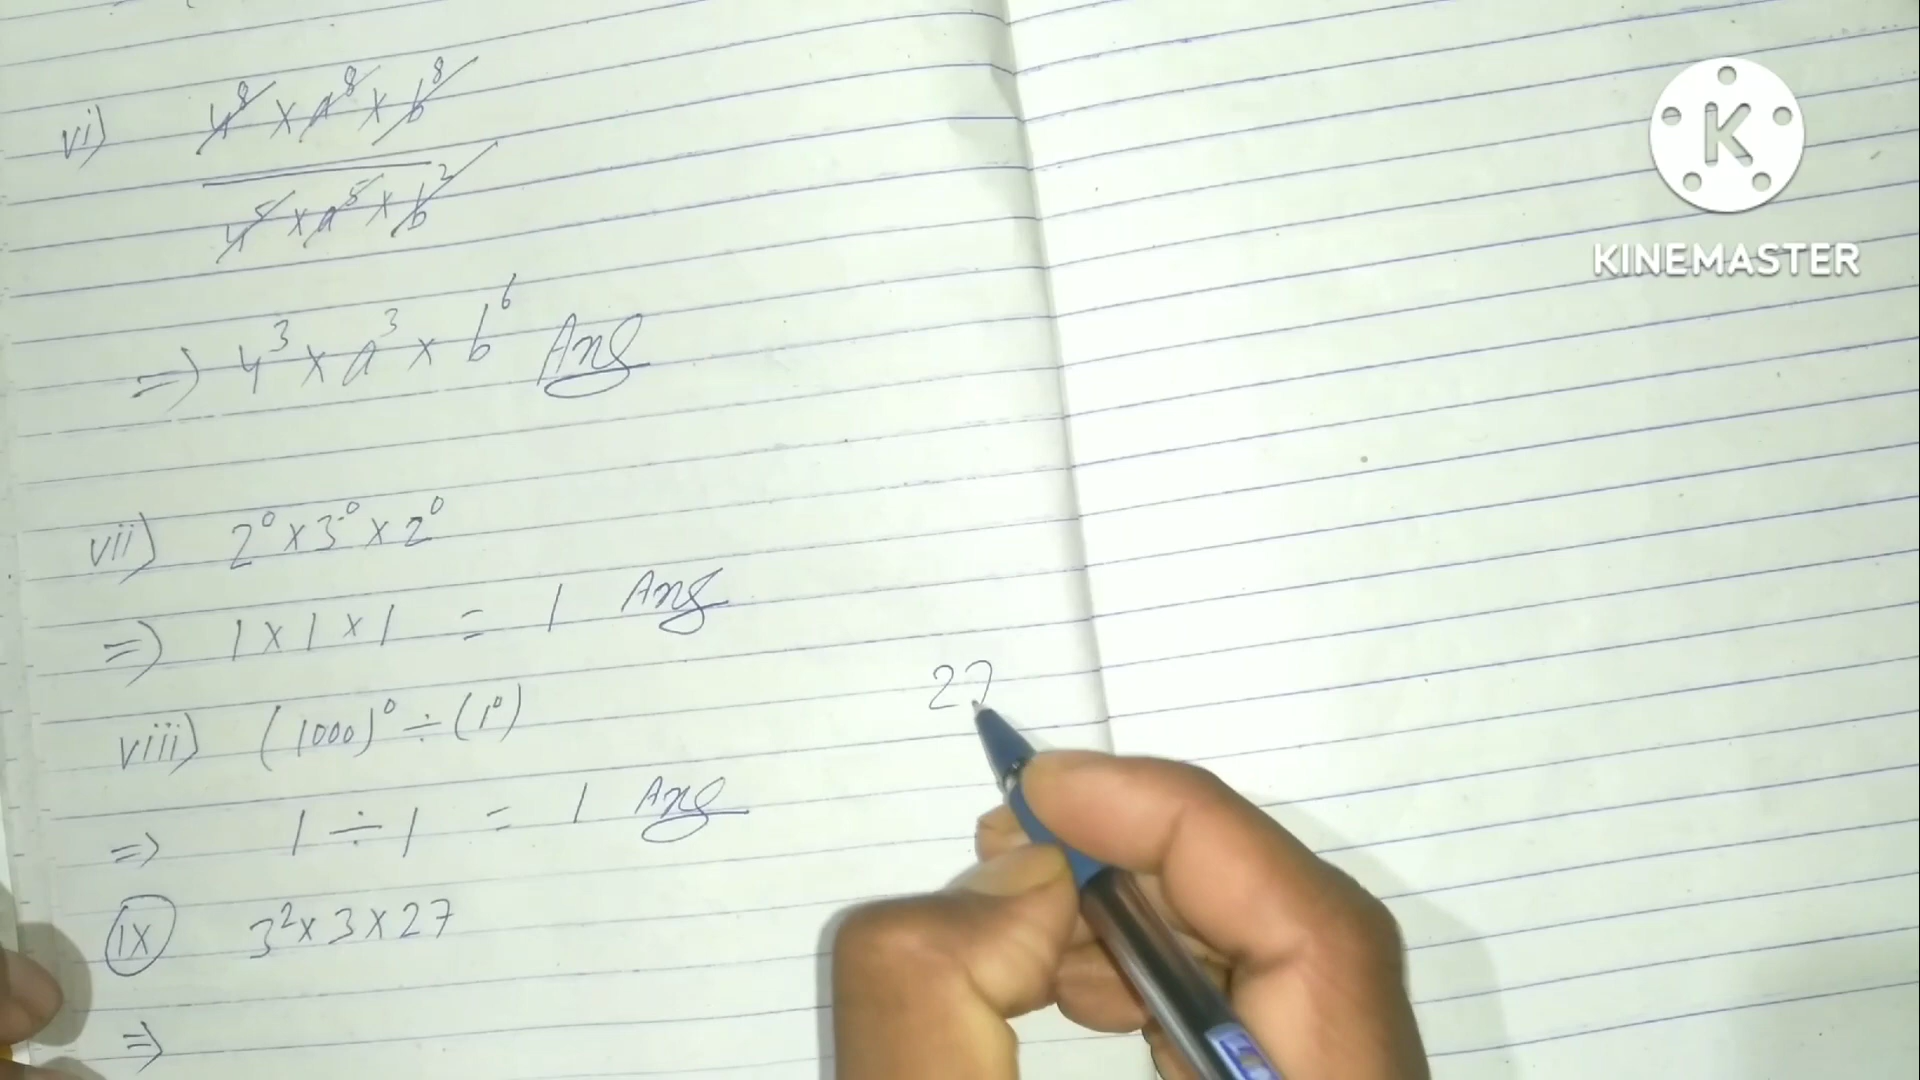 vi) 4⁸ × a⁸ × b⁸
4⁵ × a⁵ × b²
=> 4³ × a³ × b⁶ Ans
vii) 2⁰ × 3⁰ × 2⁰
=> 1 × 1 × 1 = 1 Ans
27
viii) (1000)⁰ ÷ (1⁰)
=> 1 ÷ 1 = 1 Ans
ix 3² × 3 × 27
=>
K
KINEMASTER